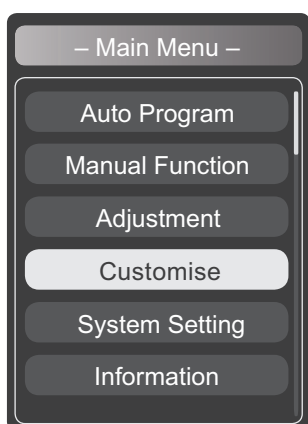 – Main Menu –
Auto Program
Manual Function
Adjustment
Customise
System Setting
Information